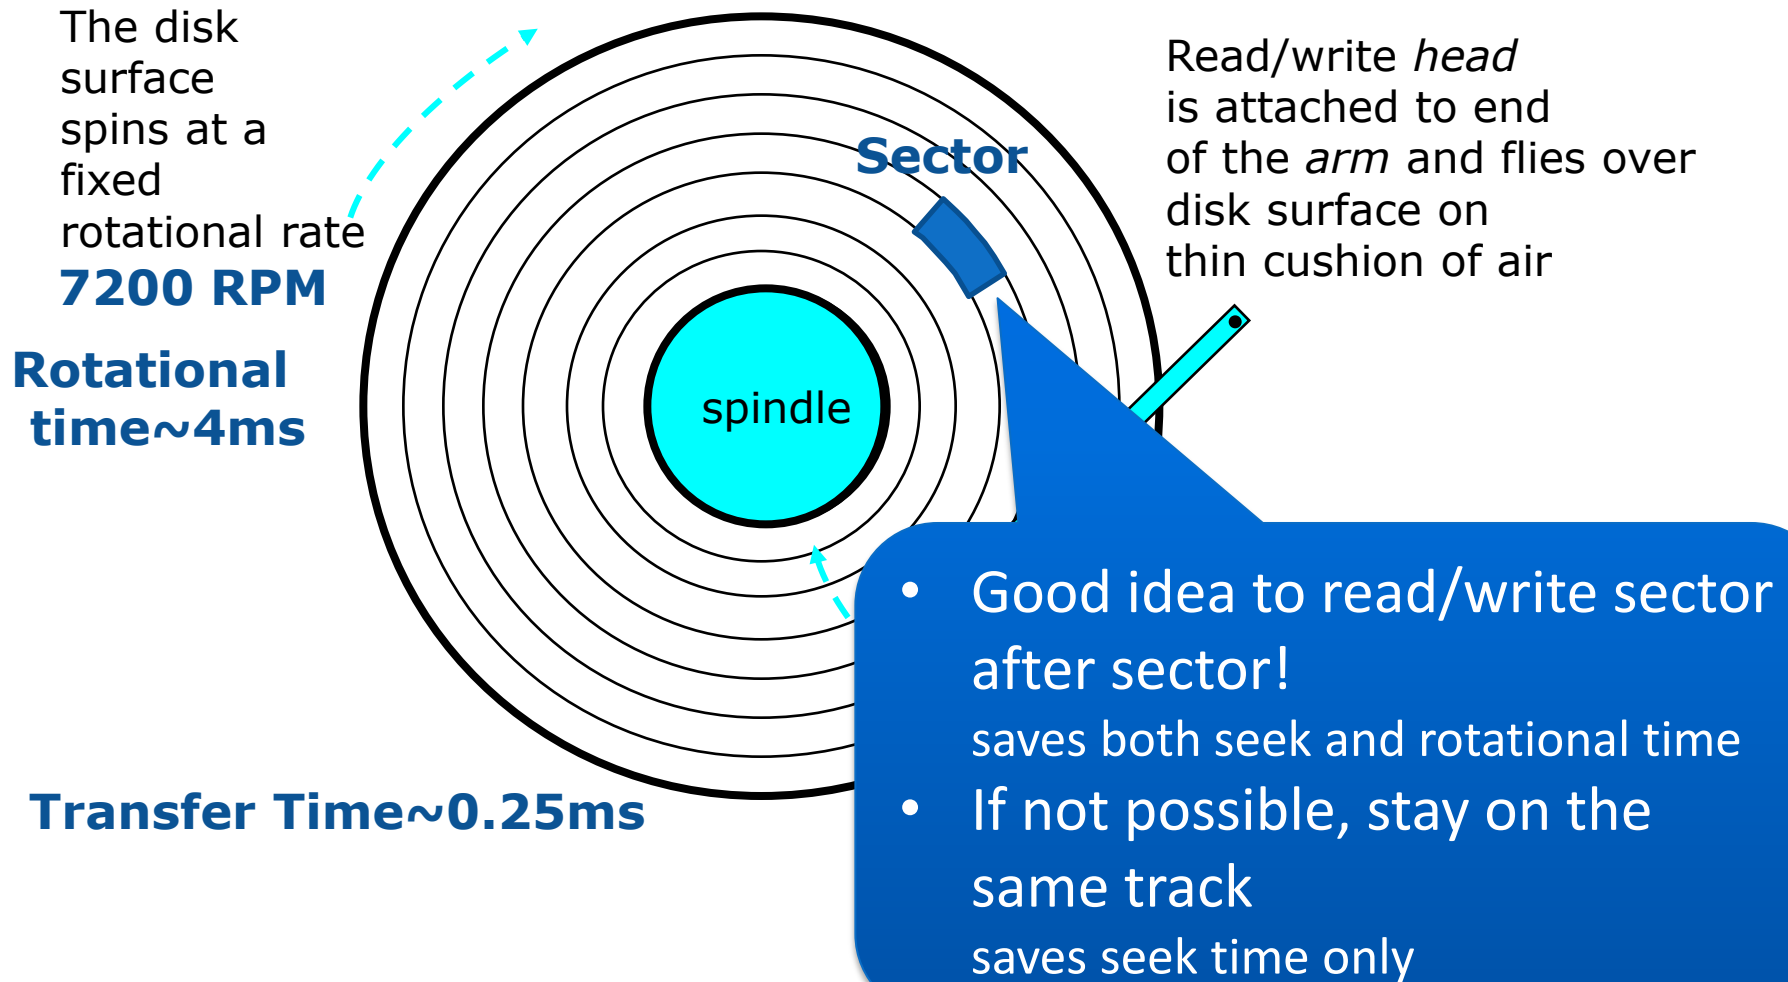 The disk
surface
spins at a
fixed
rotational rate
7200 RPM
Rotational
time~4ms
Transfer Time~0.25ms
Sector
spindle
Read/write head
is attached to end
of the arm and flies over
disk surface on
thin cushion of air
• Good idea to read/write sector
after sector!
saves both seek and rotational time
• If not possible, stay on the
same track
saves seek time only